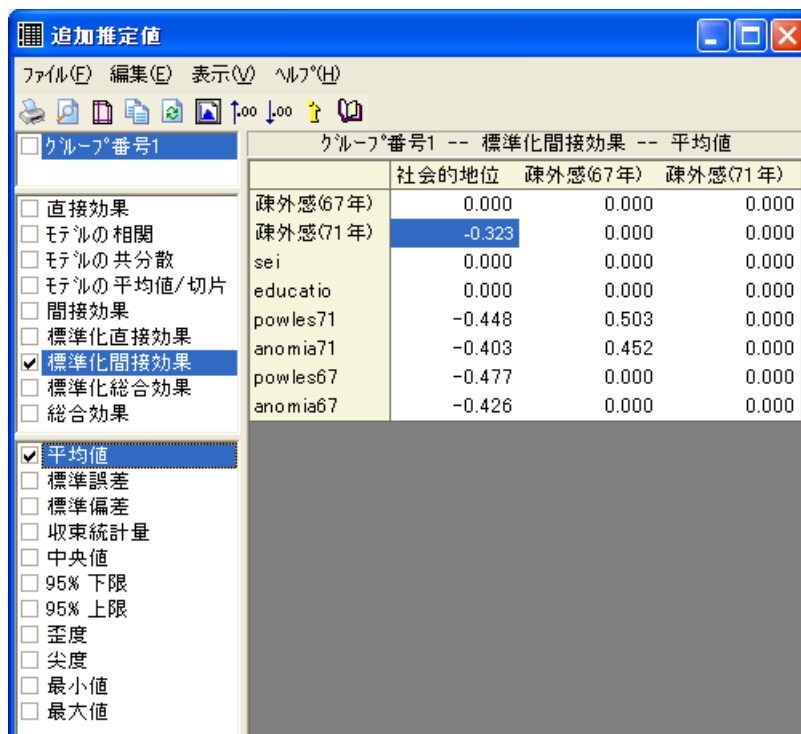 追加推定値
ファイル(F) 編集(E) 表示(V) ヘルプ(H)
グループ番号1
グループ番号1 -- 標準化間接効果 -- 平均値
社会的地位 疎外感(67年) 疎外感(71年)
疎外感(67年) 0.000 0.000 0.000
疎外感(71年) -0.323 0.000 0.000
sei 0.000 0.000 0.000
educatio 0.000 0.000 0.000
powles71 -0.448 0.503 0.000
anomia71 -0.403 0.452 0.000
powles67 -0.477 0.000 0.000
anomia67 -0.426 0.000 0.000
直接効果
モデルの相関
モデルの共分散
モデルの平均値/切片
間接効果
標準化直接効果
標準化間接効果
標準化総合効果
総合効果
平均値
標準誤差
標準偏差
収束統計量
中央値
95% 下限
95% 上限
歪度
尖度
最小値
最大値